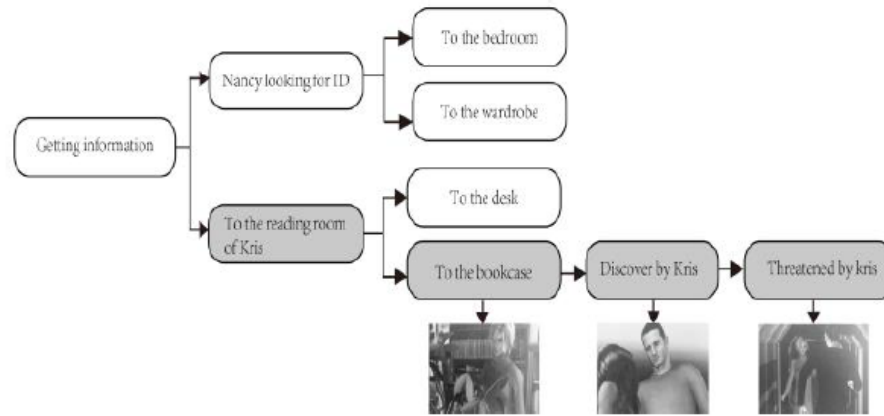 To the bedroom
Nancy looking for ID
To the wardrobe
Getting information
To the desk
To the reading room
of Kris
To the bookcase
Discover by Kris
Threatened by kris